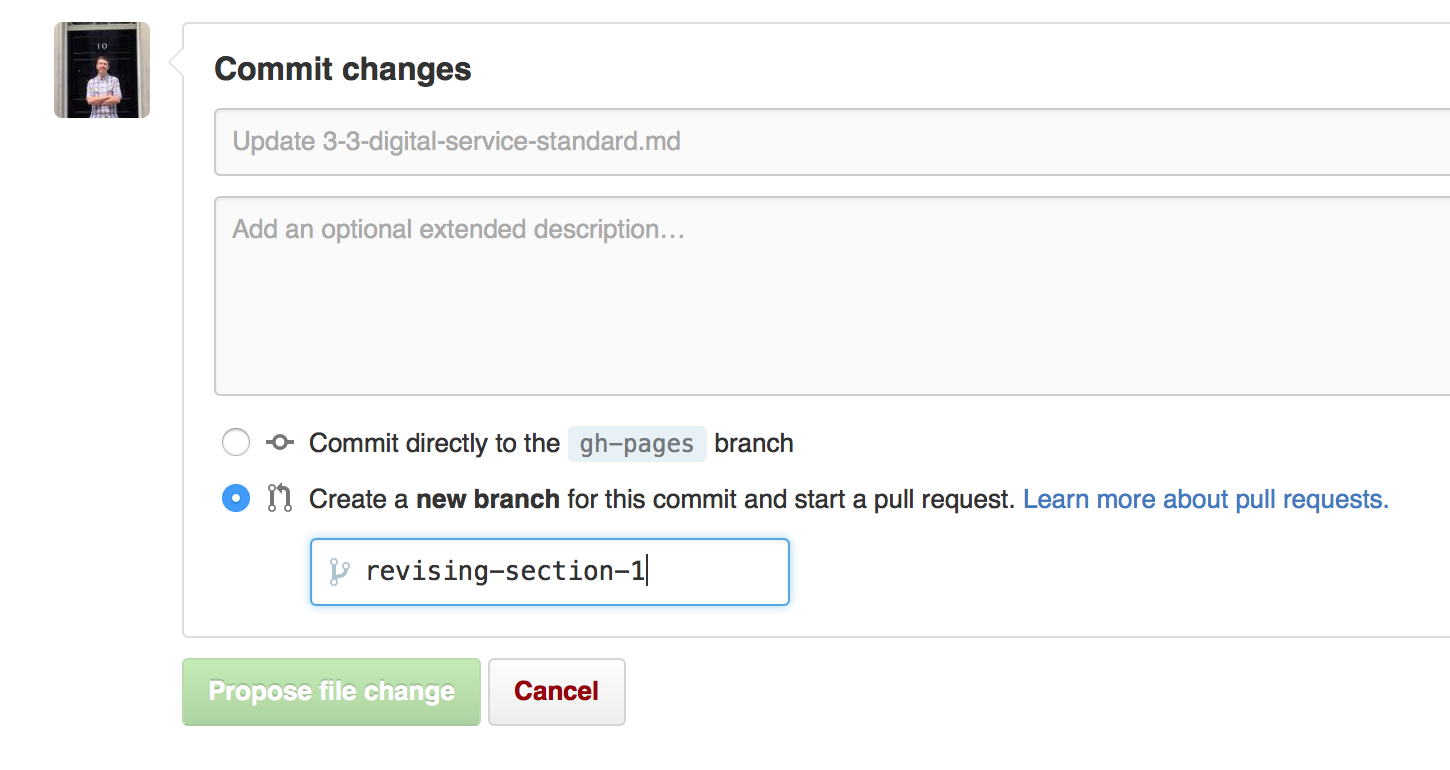 10
Commit changes
Update 3-3-digital-service-standard.md
Add an optional extended description…
Commit directly to the gh-pages branch
Create a new branch for this commit and start a pull request. Learn more about pull requests.
revising-section-1
Propose file change Cancel